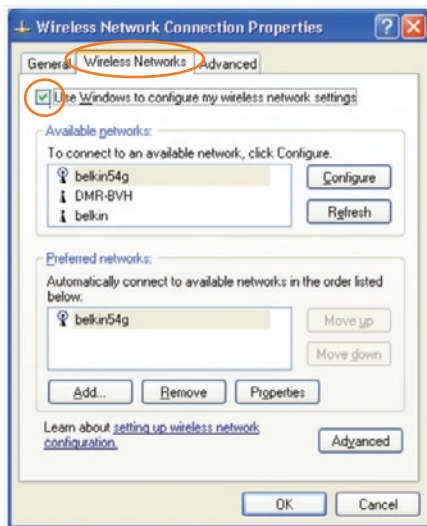 Wireless Network Connection Properties
General Wireless Networks Advanced
Use Windows to configure my wireless network settings
Available networks:
To connect to an available network, click Configure.
belkin54g
Configure
DMR-BVH
belkin
Refresh
Preferred networks:
Automatically connect to available networks in the order listed
below:
belkin54g
Move up
Move down
Add... Remove Properties
Learn about setting up wireless network
configuration.
Advanced
OK Cancel